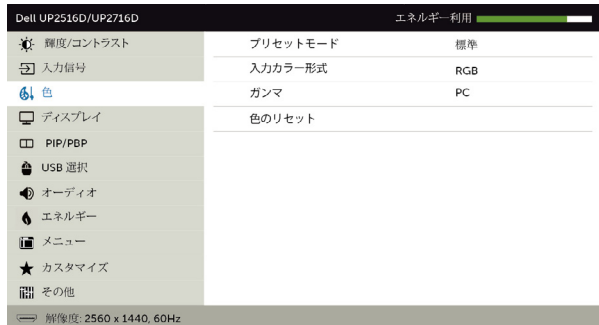 Dell UP2516D/UP2716D エネルギー利用
輝度/コントラスト プリセットモード 標準
入力信号 入力カラー形式 RGB
色 ガンマ PC
ディスプレイ 色のリセット
PIP/PBP
USB 選択
オーディオ
エネルギー
メニュー
カスタマイズ
その他
解像度: 2560 x 1440, 60Hz